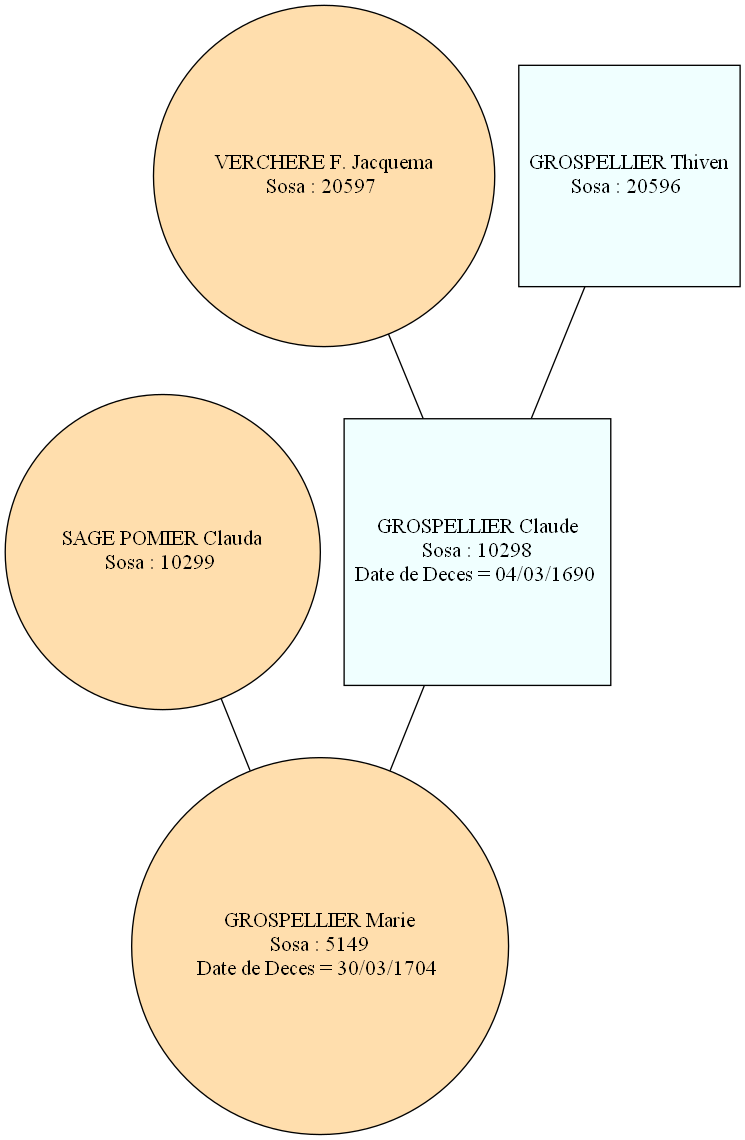 VERCHERE F. Jacquema
Sosa : 20597
GROSPELLIER Thiven
Sosa : 20596
SAGE POMIER Clauda
Sosa : 10299
GROSPELLIER Claude
Sosa : 10298
Date de Deces = 04/03/1690
GROSPELLIER Marie
Sosa : 5149
Date de Deces = 30/03/1704